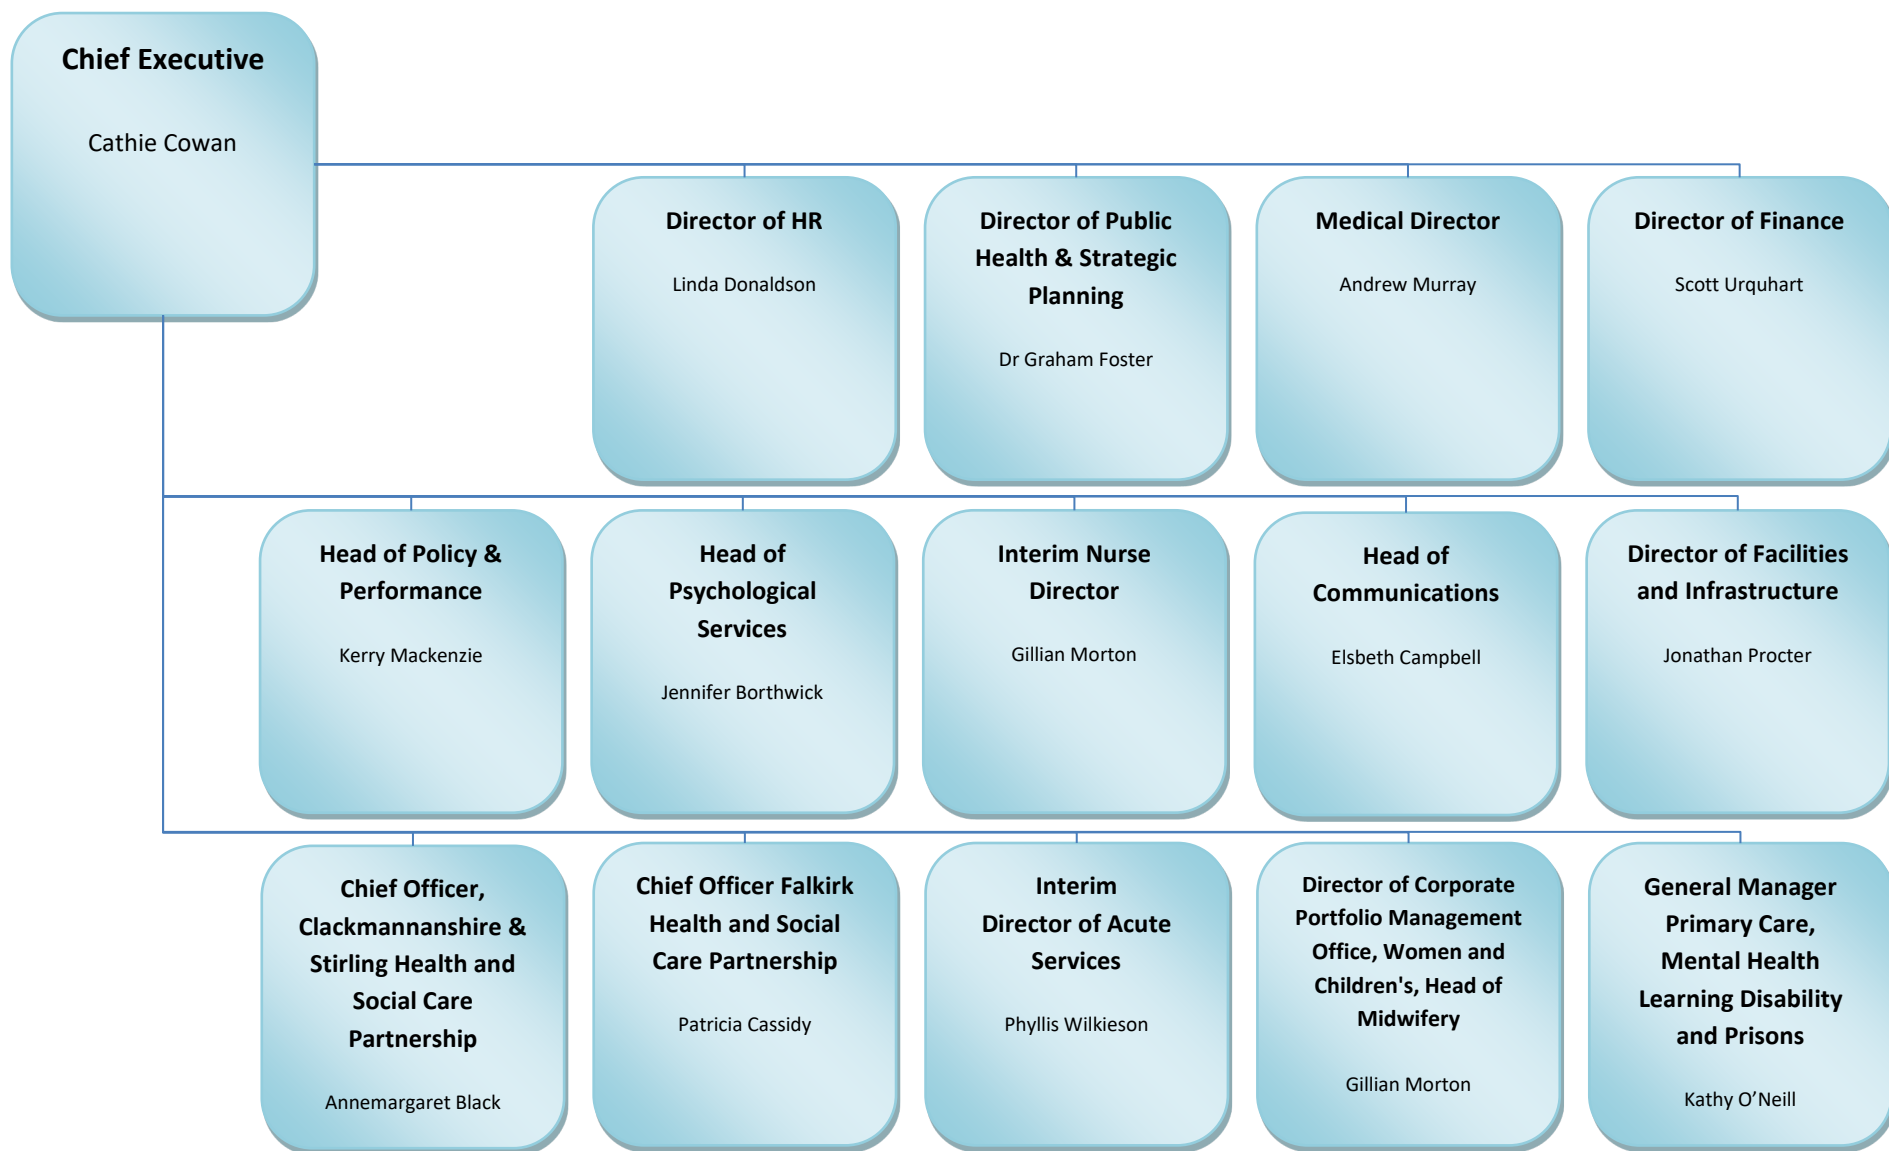 Chief Executive
Cathie Cowan
Director of HR
Linda Donaldson
Director of Public
Health & Strategic
Planning
Dr Graham Foster
Medical Director
Andrew Murray
Director of Finance
Scott Urquhart
Head of Policy &
Performance
Kerry Mackenzie
Head of
Psychological
Services
Jennifer Borthwick
Interim Nurse
Director
Gillian Morton
Head of
Communications
Elsbeth Campbell
Director of Facilities
and Infrastructure
Jonathan Procter
Chief Officer,
Clackmannanshire &
Stirling Health and
Social Care
Partnership
Annemargaret Black
Chief Officer Falkirk
Health and Social
Care Partnership
Patricia Cassidy
Interim
Director of Acute
Services
Phyllis Wilkieson
Director of Corporate
Portfolio Management
Office, Women and
Children's, Head of
Midwifery
Gillian Morton
General Manager
Primary Care,
Mental Health
Learning Disability
and Prisons
Kathy O’Neill